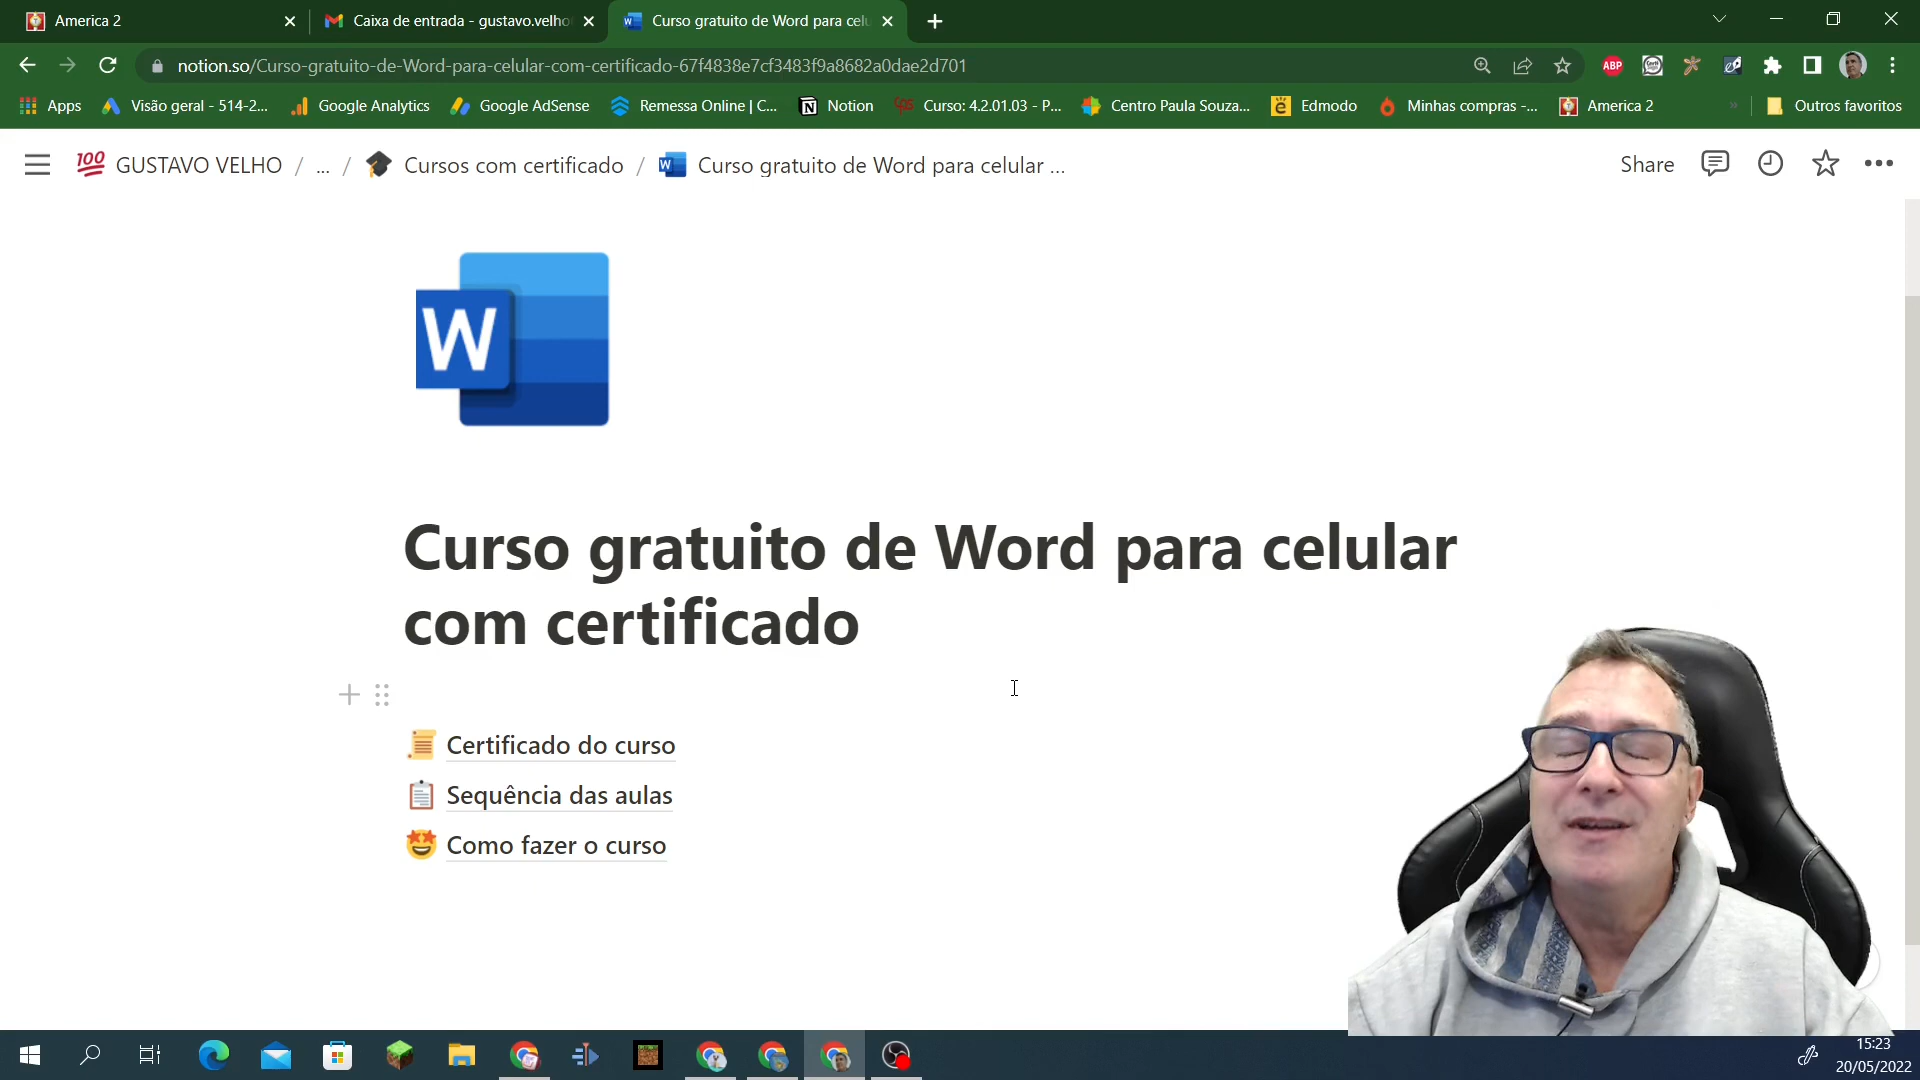 America 2
Caixa de entrada - gustavo.velho
Curso gratuito de Word para celu
notion.so/Curso-gratuito-de-Word-para-celular-com-certificado-67f4838e7cf3483f9a8682a0dae2d701
ABP
Apps
Visão geral - 514-2...
Google Analytics
Google AdSense
Remessa Online | C...
Notion
Curso: 4.2.01.03 - P...
Centro Paula Souza...
Edmodo
Minhas compras -...
America 2
Outros favoritos
100 GUSTAVO VELHO / ... / Cursos com certificado / Curso gratuito de Word para celular ...
Share
W
Curso gratuito de Word para celular
com certificado
Certificado do curso
Sequência das aulas
Como fazer o curso
15:23
20/05/2022